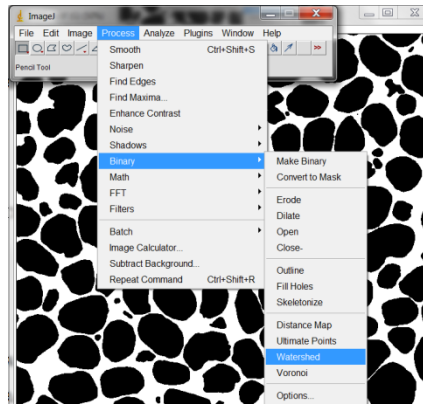 ImageJ
File Edit Image Process Analyze Plugins Window Help
>>
Pencil Tool
Smooth Ctrl+Shift+S
Sharpen
Find Edges
Find Maxima...
Enhance Contrast
Noise
Shadows
Binary
Math
FFT
Filters
Batch
Image Calculator...
Subtract Background...
Repeat Command Ctrl+Shift+R
Make Binary
Convert to Mask
Erode
Dilate
Open
Close-
Outline
Fill Holes
Skeletonize
Distance Map
Ultimate Points
Watershed
Voronoi
Options...